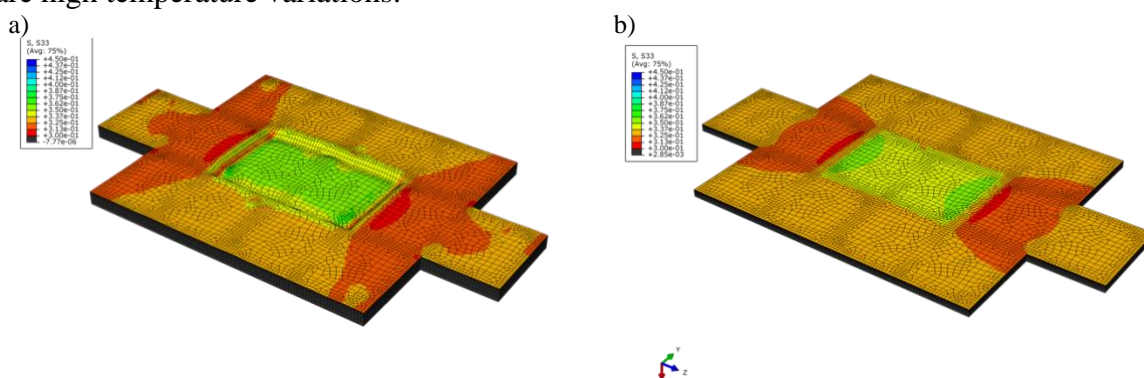 are high temperature variations.
a)
S, S33
(Avg: 75%)
+4.50e-01
+4.37e-01
+4.25e-01
+4.12e-01
+4.00e-01
+3.87e-01
+3.75e-01
+3.62e-01
+3.50e-01
+3.37e-01
+3.25e-01
+3.13e-01
+3.00e-01
-7.77e-06
b)
S, S33
(Avg: 75%)
+4.50e-01
+4.37e-01
+4.25e-01
+4.12e-01
+4.00e-01
+3.87e-01
+3.75e-01
+3.62e-01
+3.50e-01
+3.37e-01
+3.25e-01
+3.13e-01
+3.00e-01
+2.85e-03
Y
Z